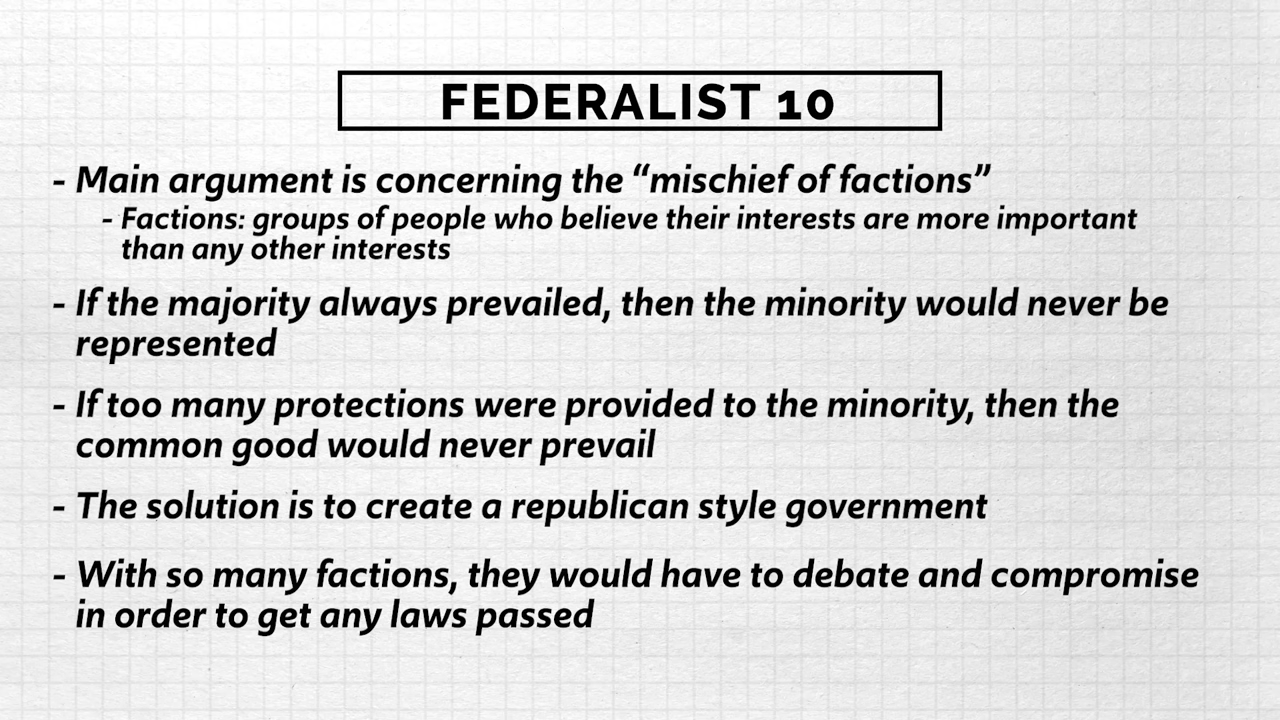 FEDERALIST 10
- Main argument is concerning the “mischief of factions”
- Factions: groups of people who believe their interests are more important
than any other interests
- If the majority always prevailed, then the minority would never be
represented
- If too many protections were provided to the minority, then the
common good would never prevail
- The solution is to create a republican style government
- With so many factions, they would have to debate and compromise
in order to get any laws passed